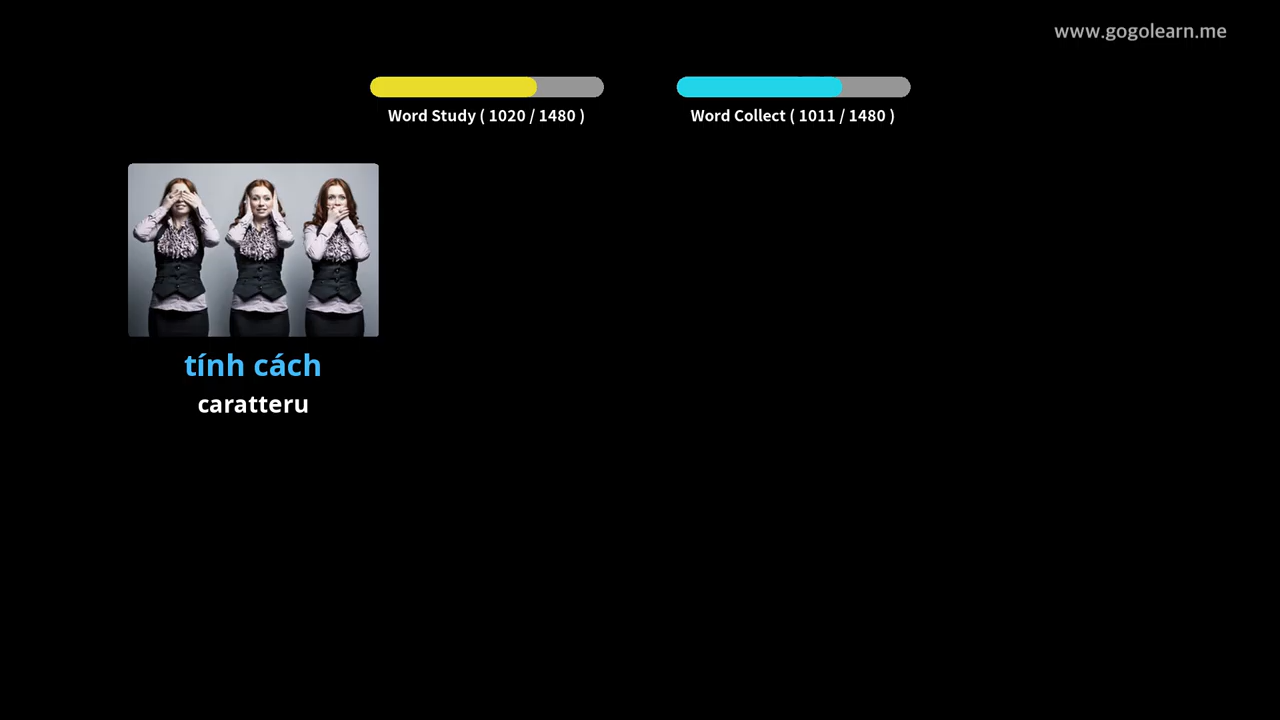 www.gogolearn.me
Word Study ( 1020 / 1480 )
Word Collect ( 1011 / 1480 )
tính cách
caratteru